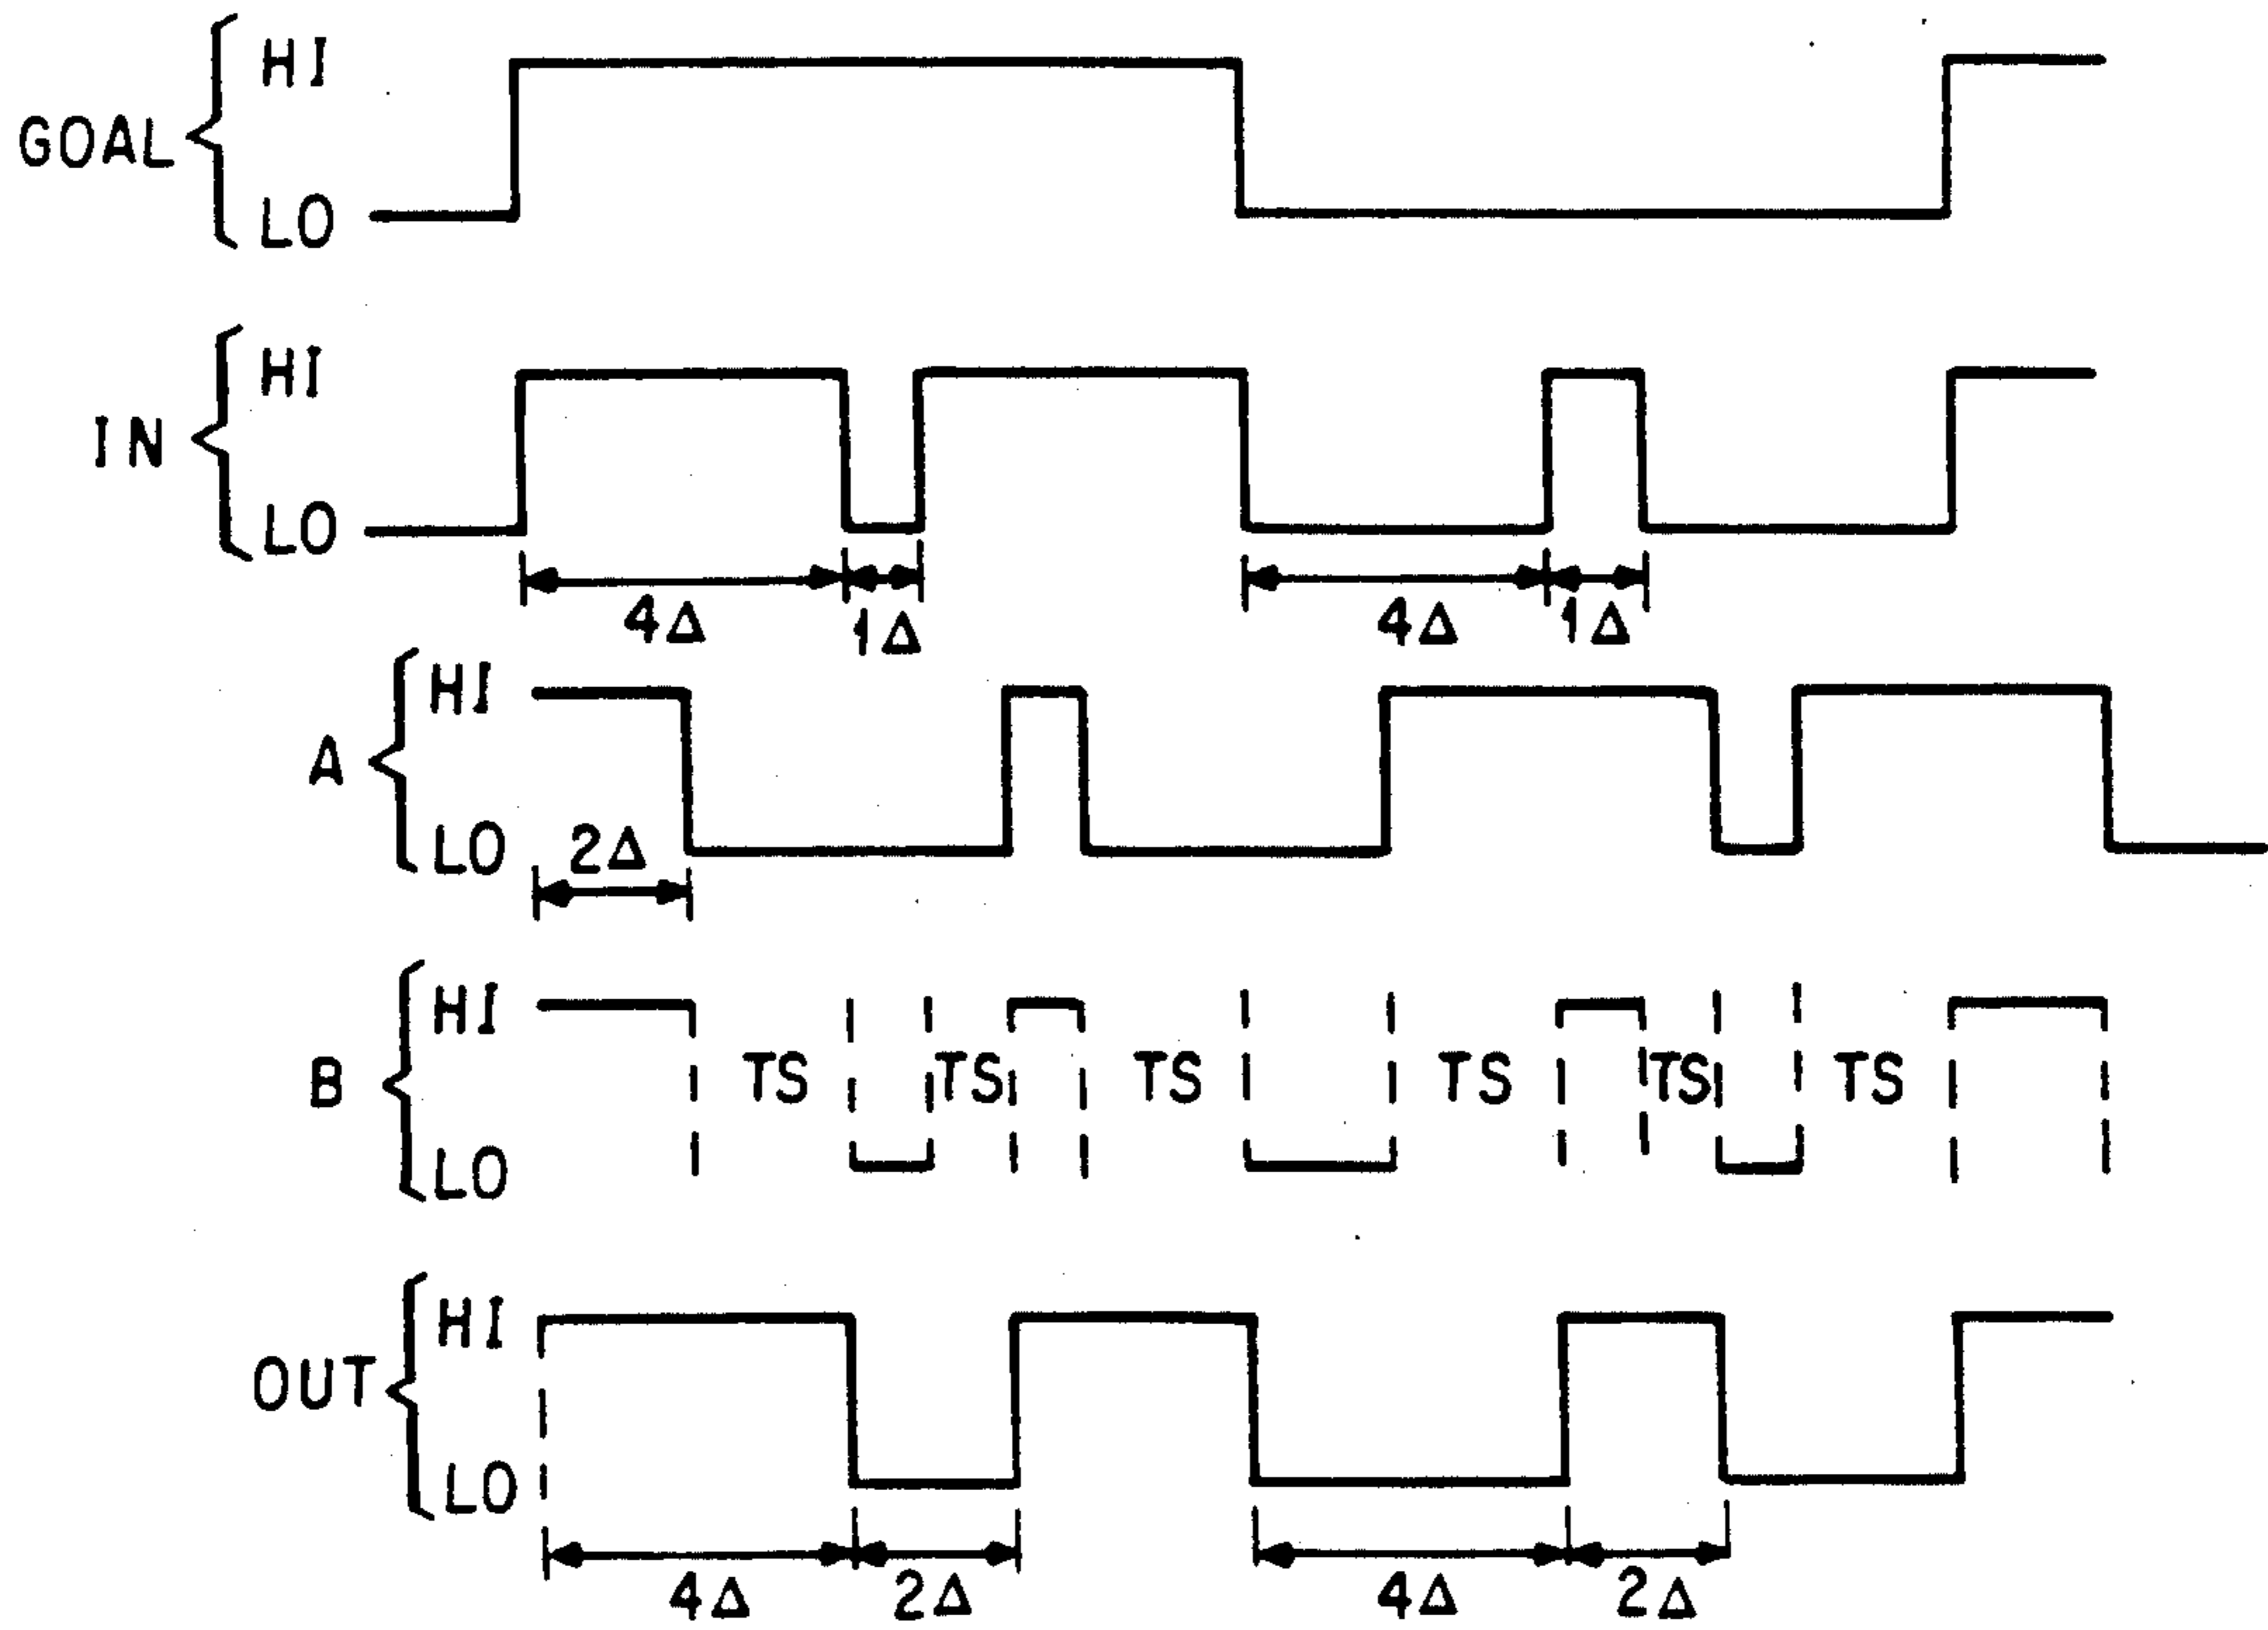 HI
GOAL
LO
HI
IN
LO
4Δ 1Δ 4Δ 1Δ
HI
A
LO 2Δ
HI
B TS TS TS TS TS TS
LO
HI
OUT
LO
4Δ 2Δ 4Δ 2Δ